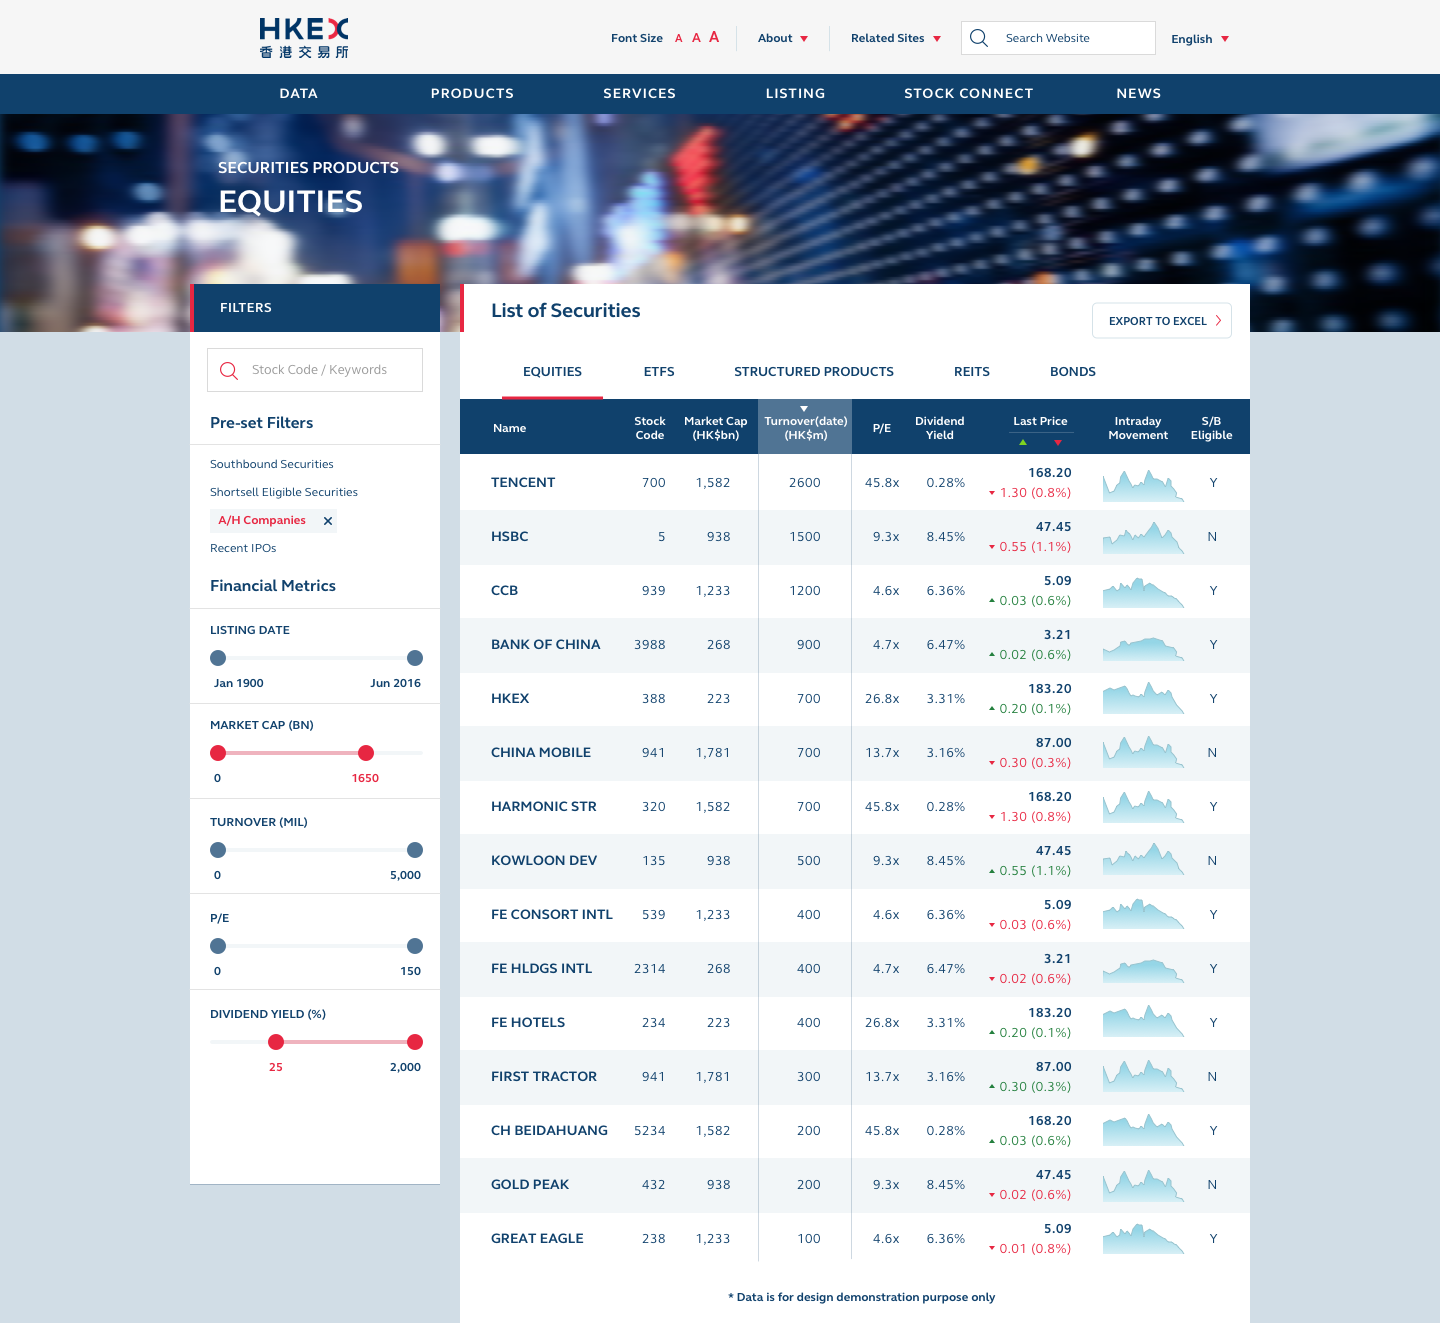 HKEX
香港交易所
Font Size A A A
About
Related Sites
Search Website
English
DATA PRODUCTS SERVICES LISTING STOCK CONNECT NEWS
SECURITIES PRODUCTS
EQUITIES
FILTERS
Stock Code / Keywords
Pre-set Filters
Southbound Securities
Shortsell Eligible Securities
A/H Companies ×
Recent IPOs
Financial Metrics
LISTING DATE
Jan 1900 Jun 2016
MARKET CAP (BN)
0 1650
TURNOVER (MIL)
0 5,000
P/E
0 150
DIVIDEND YIELD (%)
25 2,000
List of Securities
EXPORT TO EXCEL
EQUITIES ETFS STRUCTURED PRODUCTS REITS BONDS
Name Stock Code Market Cap (HK$bn) Turnover(date) (HK$m) P/E Dividend Yield Last Price Intraday Movement S/B Eligible
TENCENT 700 1,582 2600 45.8x 0.28% 168.20 Y
1.30 (0.8%)
HSBC 5 938 1500 9.3x 8.45% 47.45 N
0.55 (1.1%)
CCB 939 1,233 1200 4.6x 6.36% 5.09 Y
0.03 (0.6%)
BANK OF CHINA 3988 268 900 4.7x 6.47% 3.21 Y
0.02 (0.6%)
HKEX 388 223 700 26.8x 3.31% 183.20 Y
0.20 (0.1%)
CHINA MOBILE 941 1,781 700 13.7x 3.16% 87.00 N
0.30 (0.3%)
HARMONIC STR 320 1,582 700 45.8x 0.28% 168.20 Y
1.30 (0.8%)
KOWLOON DEV 135 938 500 9.3x 8.45% 47.45 N
0.55 (1.1%)
FE CONSORT INTL 539 1,233 400 4.6x 6.36% 5.09 Y
0.03 (0.6%)
FE HLDGS INTL 2314 268 400 4.7x 6.47% 3.21 Y
0.02 (0.6%)
FE HOTELS 234 223 400 26.8x 3.31% 183.20 Y
0.20 (0.1%)
FIRST TRACTOR 941 1,781 300 13.7x 3.16% 87.00 N
0.30 (0.3%)
CH BEIDAHUANG 5234 1,582 200 45.8x 0.28% 168.20 Y
0.03 (0.6%)
GOLD PEAK 432 938 200 9.3x 8.45% 47.45 N
0.02 (0.6%)
GREAT EAGLE 238 1,233 100 4.6x 6.36% 5.09 Y
0.01 (0.8%)
* Data is for design demonstration purpose only